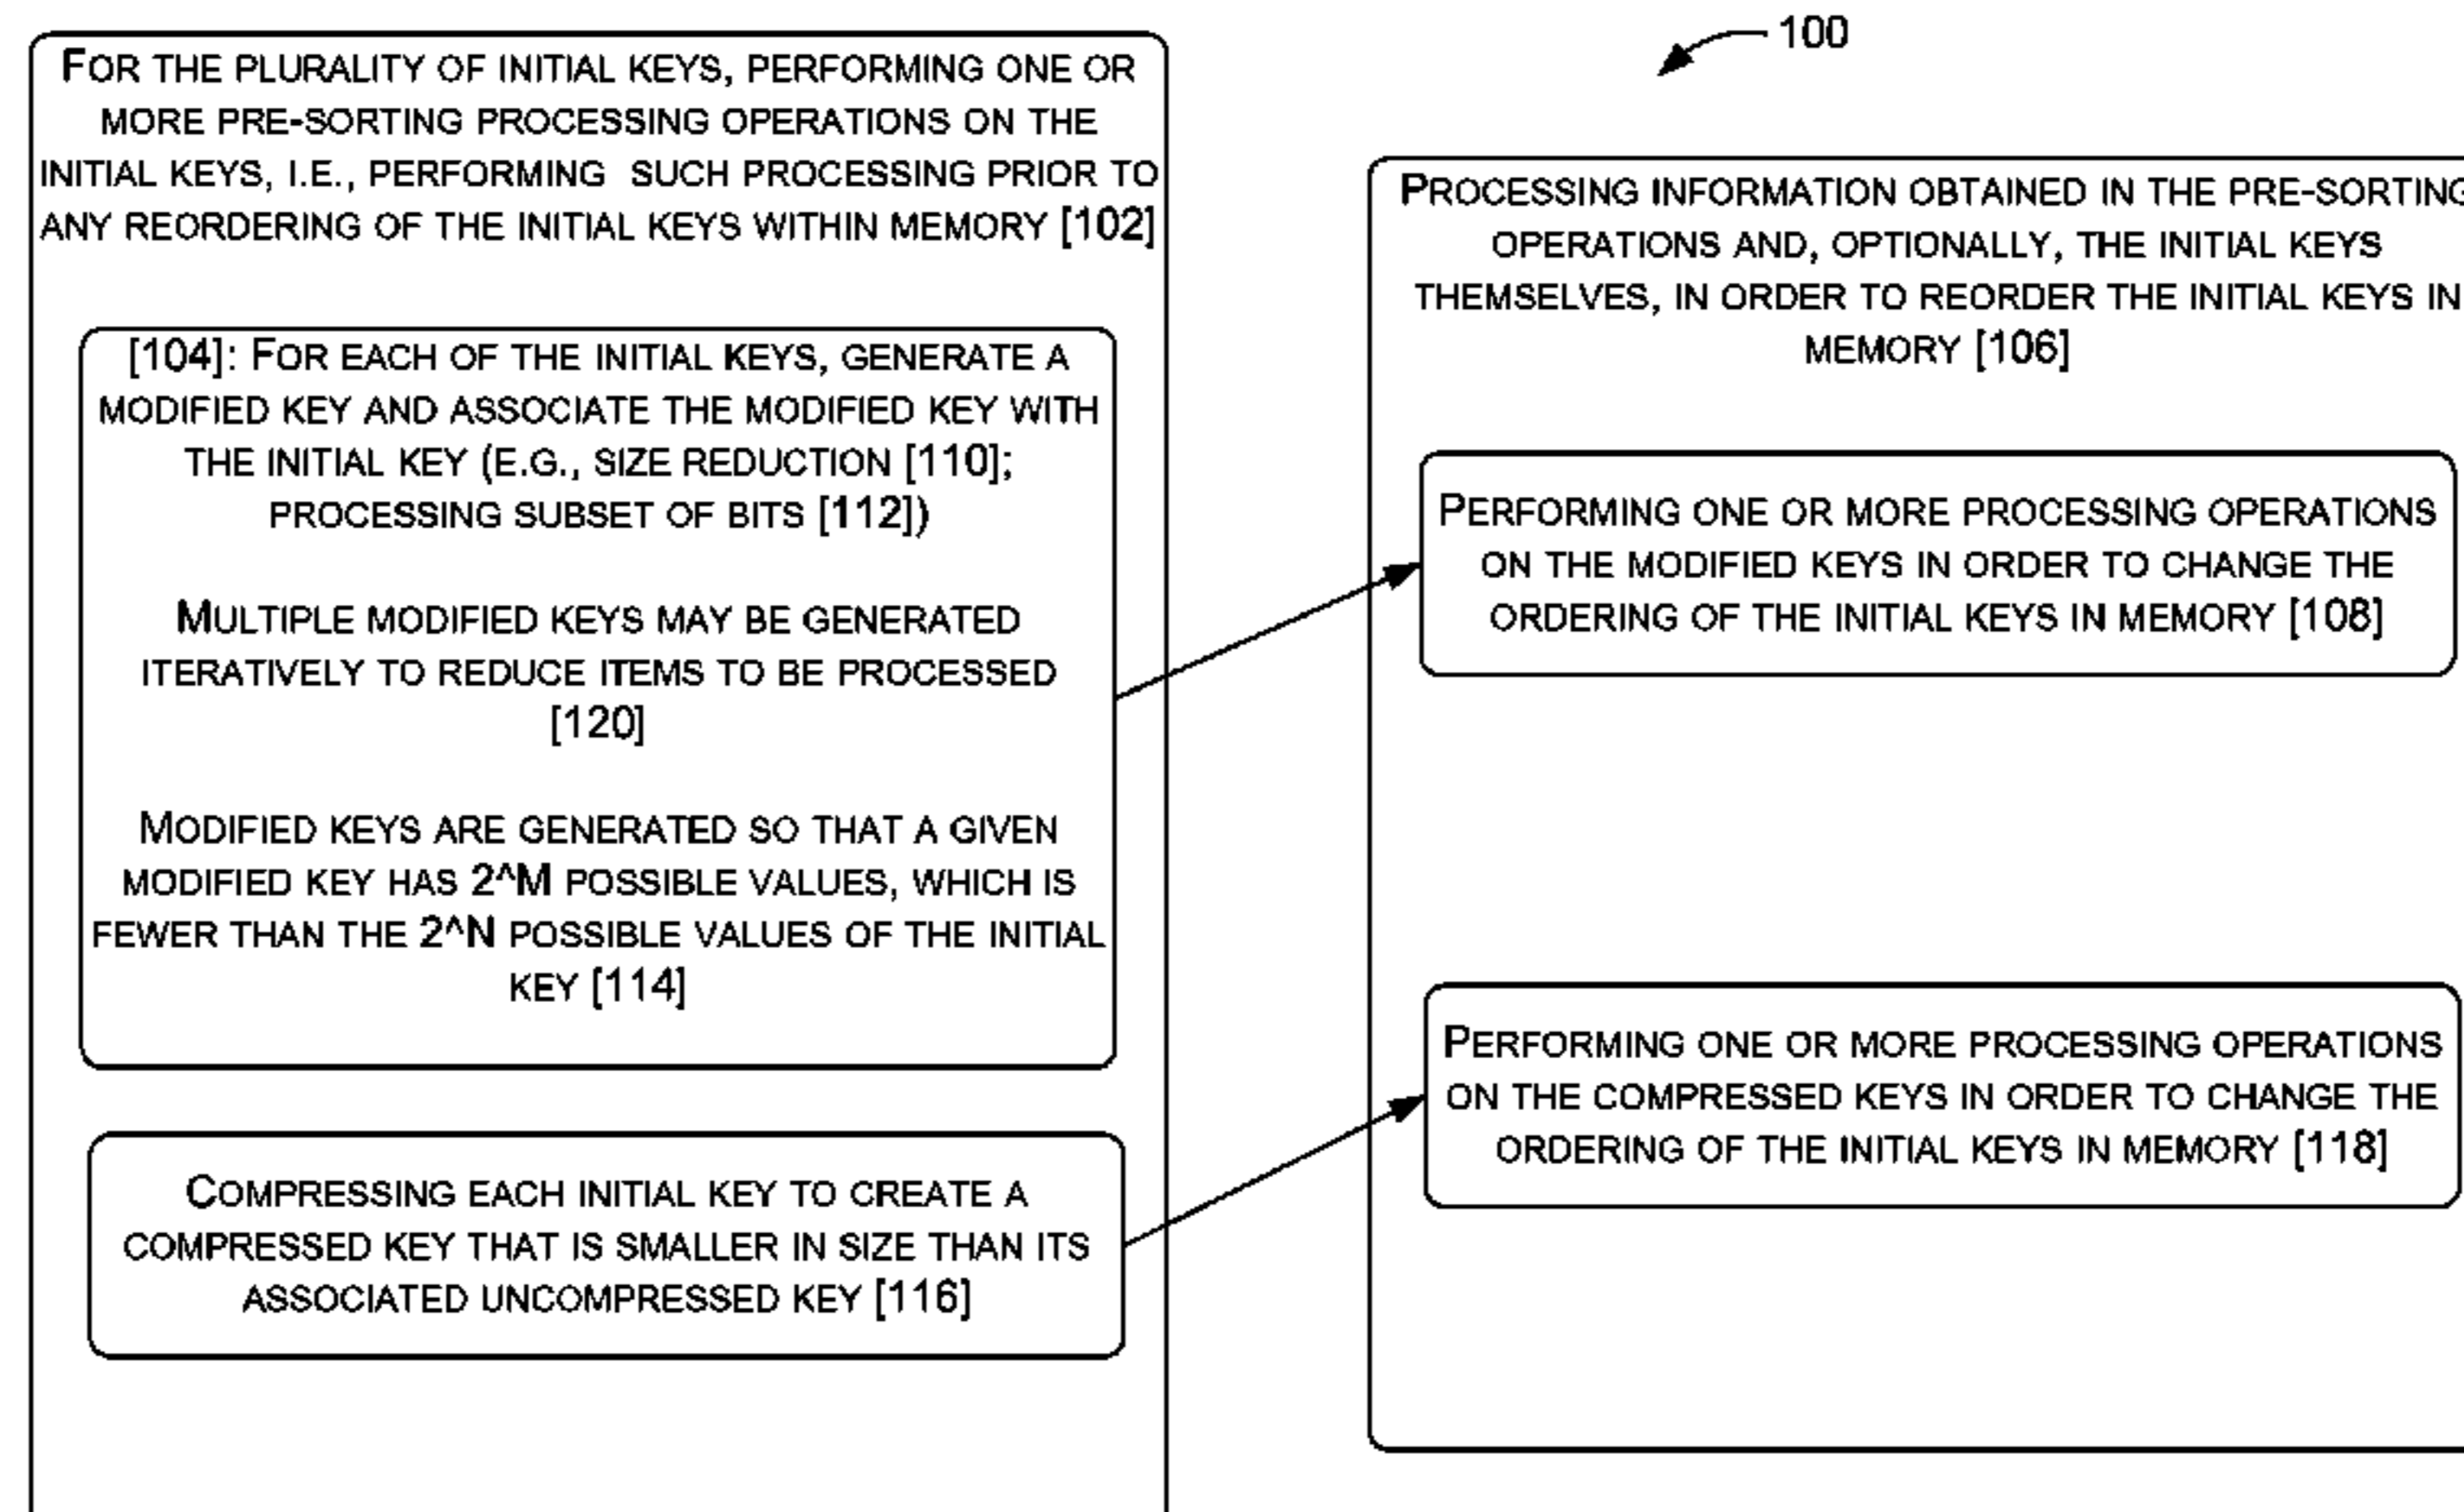 100
FOR THE PLURALITY OF INITIAL KEYS, PERFORMING ONE OR
MORE PRE-SORTING PROCESSING OPERATIONS ON THE
INITIAL KEYS, I.E., PERFORMING SUCH PROCESSING PRIOR TO
ANY REORDERING OF THE INITIAL KEYS WITHIN MEMORY [102]
[104]: FOR EACH OF THE INITIAL KEYS, GENERATE A
MODIFIED KEY AND ASSOCIATE THE MODIFIED KEY WITH
THE INITIAL KEY (E.G., SIZE REDUCTION [110];
PROCESSING SUBSET OF BITS [112])
MULTIPLE MODIFIED KEYS MAY BE GENERATED
ITERATIVELY TO REDUCE ITEMS TO BE PROCESSED
[120]
MODIFIED KEYS ARE GENERATED SO THAT A GIVEN
MODIFIED KEY HAS 2^M POSSIBLE VALUES, WHICH IS
FEWER THAN THE 2^N POSSIBLE VALUES OF THE INITIAL
KEY [114]
COMPRESSING EACH INITIAL KEY TO CREATE A
COMPRESSED KEY THAT IS SMALLER IN SIZE THAN ITS
ASSOCIATED UNCOMPRESSED KEY [116]
PROCESSING INFORMATION OBTAINED IN THE PRE-SORTING
OPERATIONS AND, OPTIONALLY, THE INITIAL KEYS
THEMSELVES, IN ORDER TO REORDER THE INITIAL KEYS IN
MEMORY [106]
PERFORMING ONE OR MORE PROCESSING OPERATIONS
ON THE MODIFIED KEYS IN ORDER TO CHANGE THE
ORDERING OF THE INITIAL KEYS IN MEMORY [108]
PERFORMING ONE OR MORE PROCESSING OPERATIONS
ON THE COMPRESSED KEYS IN ORDER TO CHANGE THE
ORDERING OF THE INITIAL KEYS IN MEMORY [118]